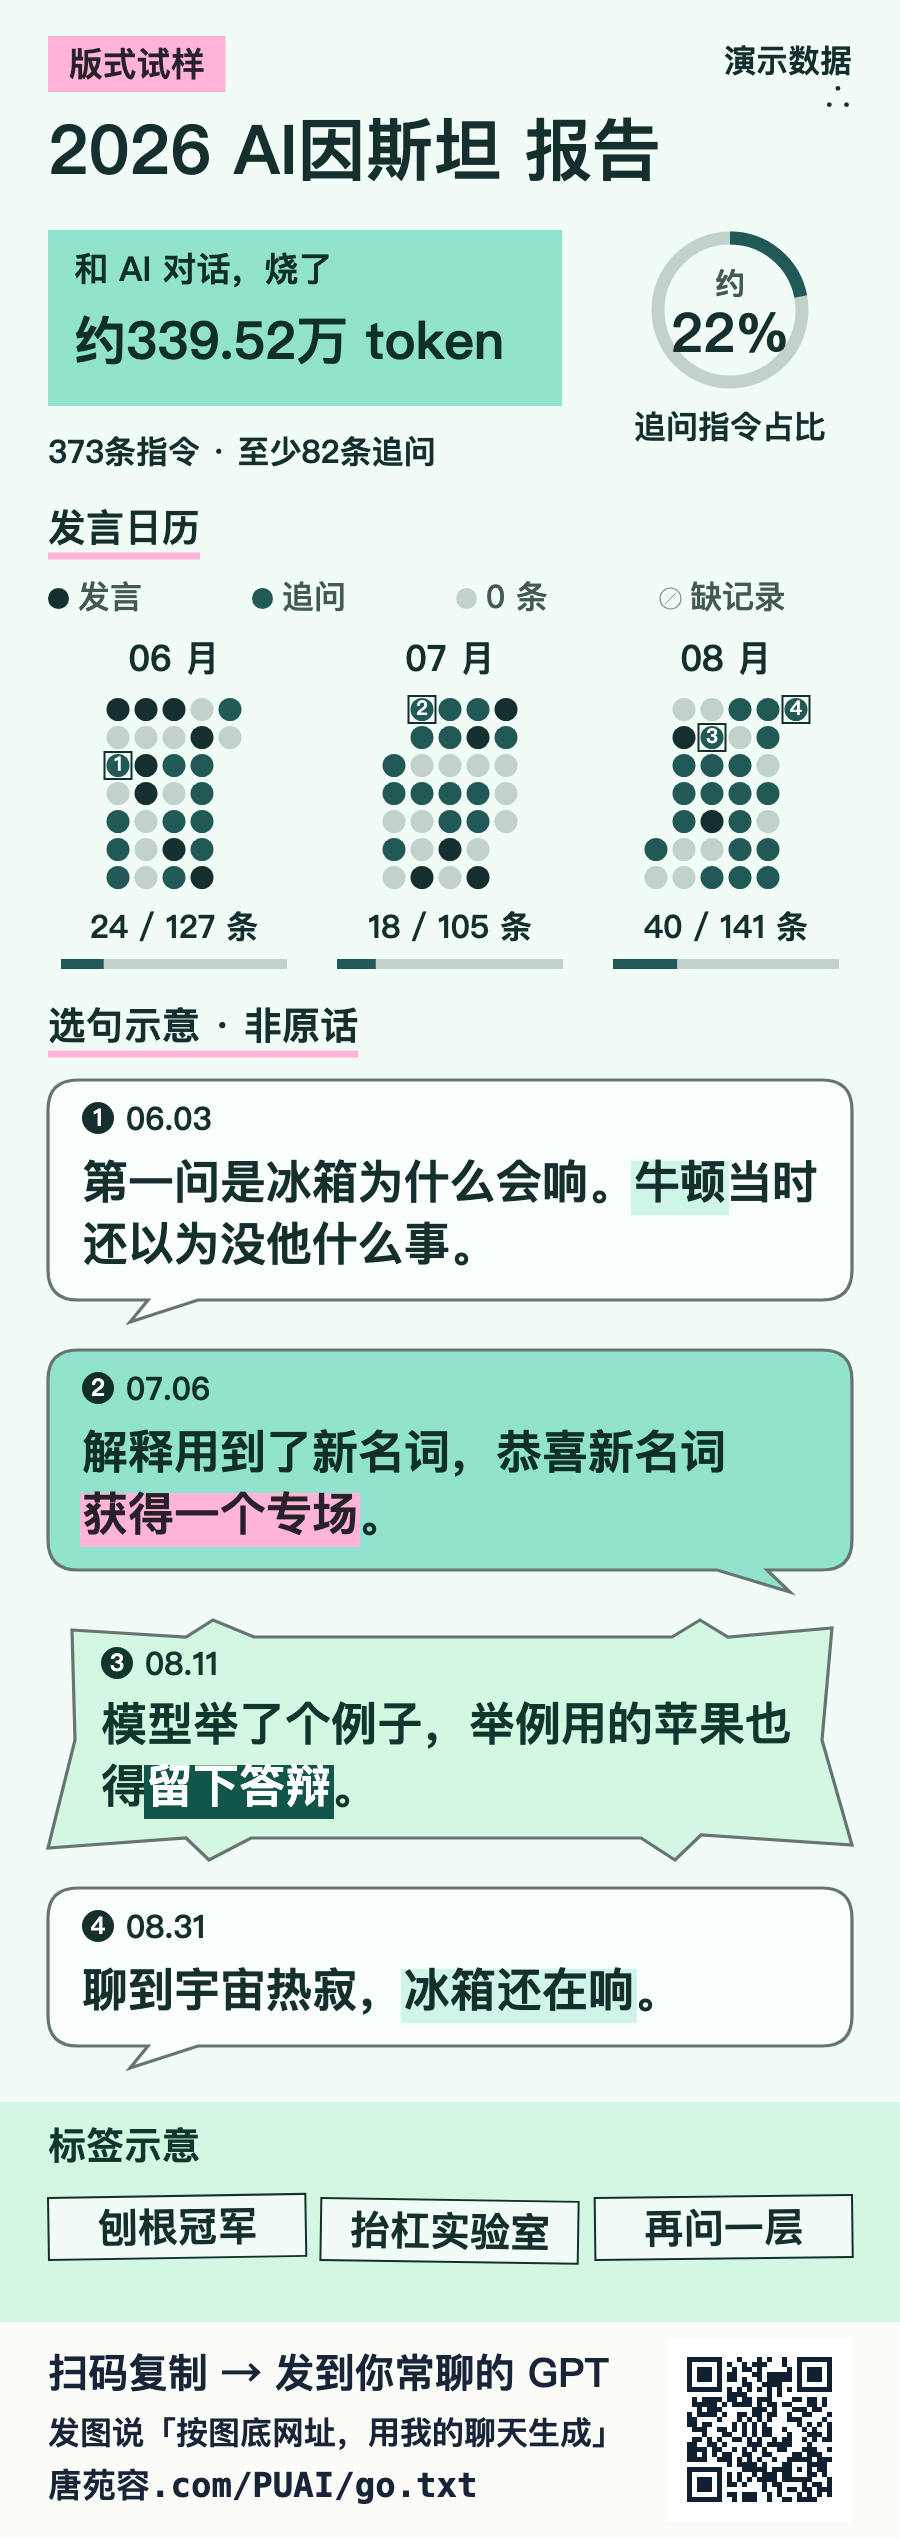 版式试样
演示数据
2026 AI因斯坦 报告
和 AI 对话，烧了
约339.52万 token
约
22%
追问指令占比
373条指令 · 至少82条追问
发言日历
发言
追问
0 条
缺记录
06 月
07 月
08 月
1
2
3
4
24 / 127 条
18 / 105 条
40 / 141 条
选句示意 · 非原话
1 06.03
第一问是冰箱为什么会响。牛顿当时
还以为没他什么事。
2 07.06
解释用到了新名词，恭喜新名词
获得一个专场。
3 08.11
模型举了个例子，举例用的苹果也
得留下答辩。
4 08.31
聊到宇宙热寂，冰箱还在响。
标签示意
刨根冠军
抬杠实验室
再问一层
扫码复制 → 发到你常聊的 GPT
发图说「按图底网址，用我的聊天生成」
唐苑容.com/PUAI/go.txt